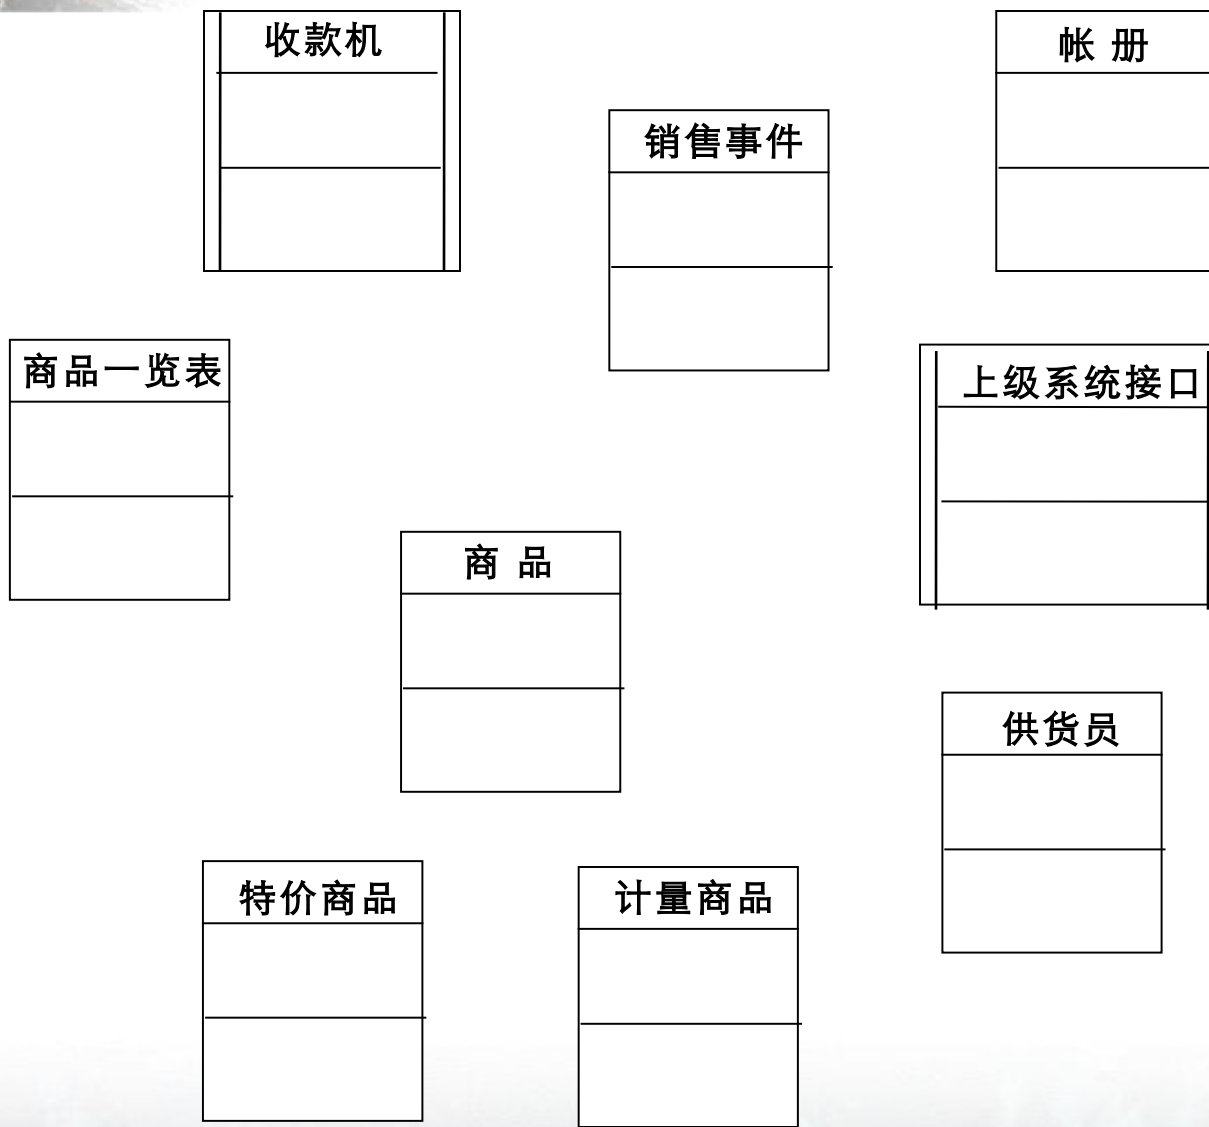 收款机
帐 册
销售事件
商品一览表
上级系统接口
商 品
供货员
特价商品
计量商品